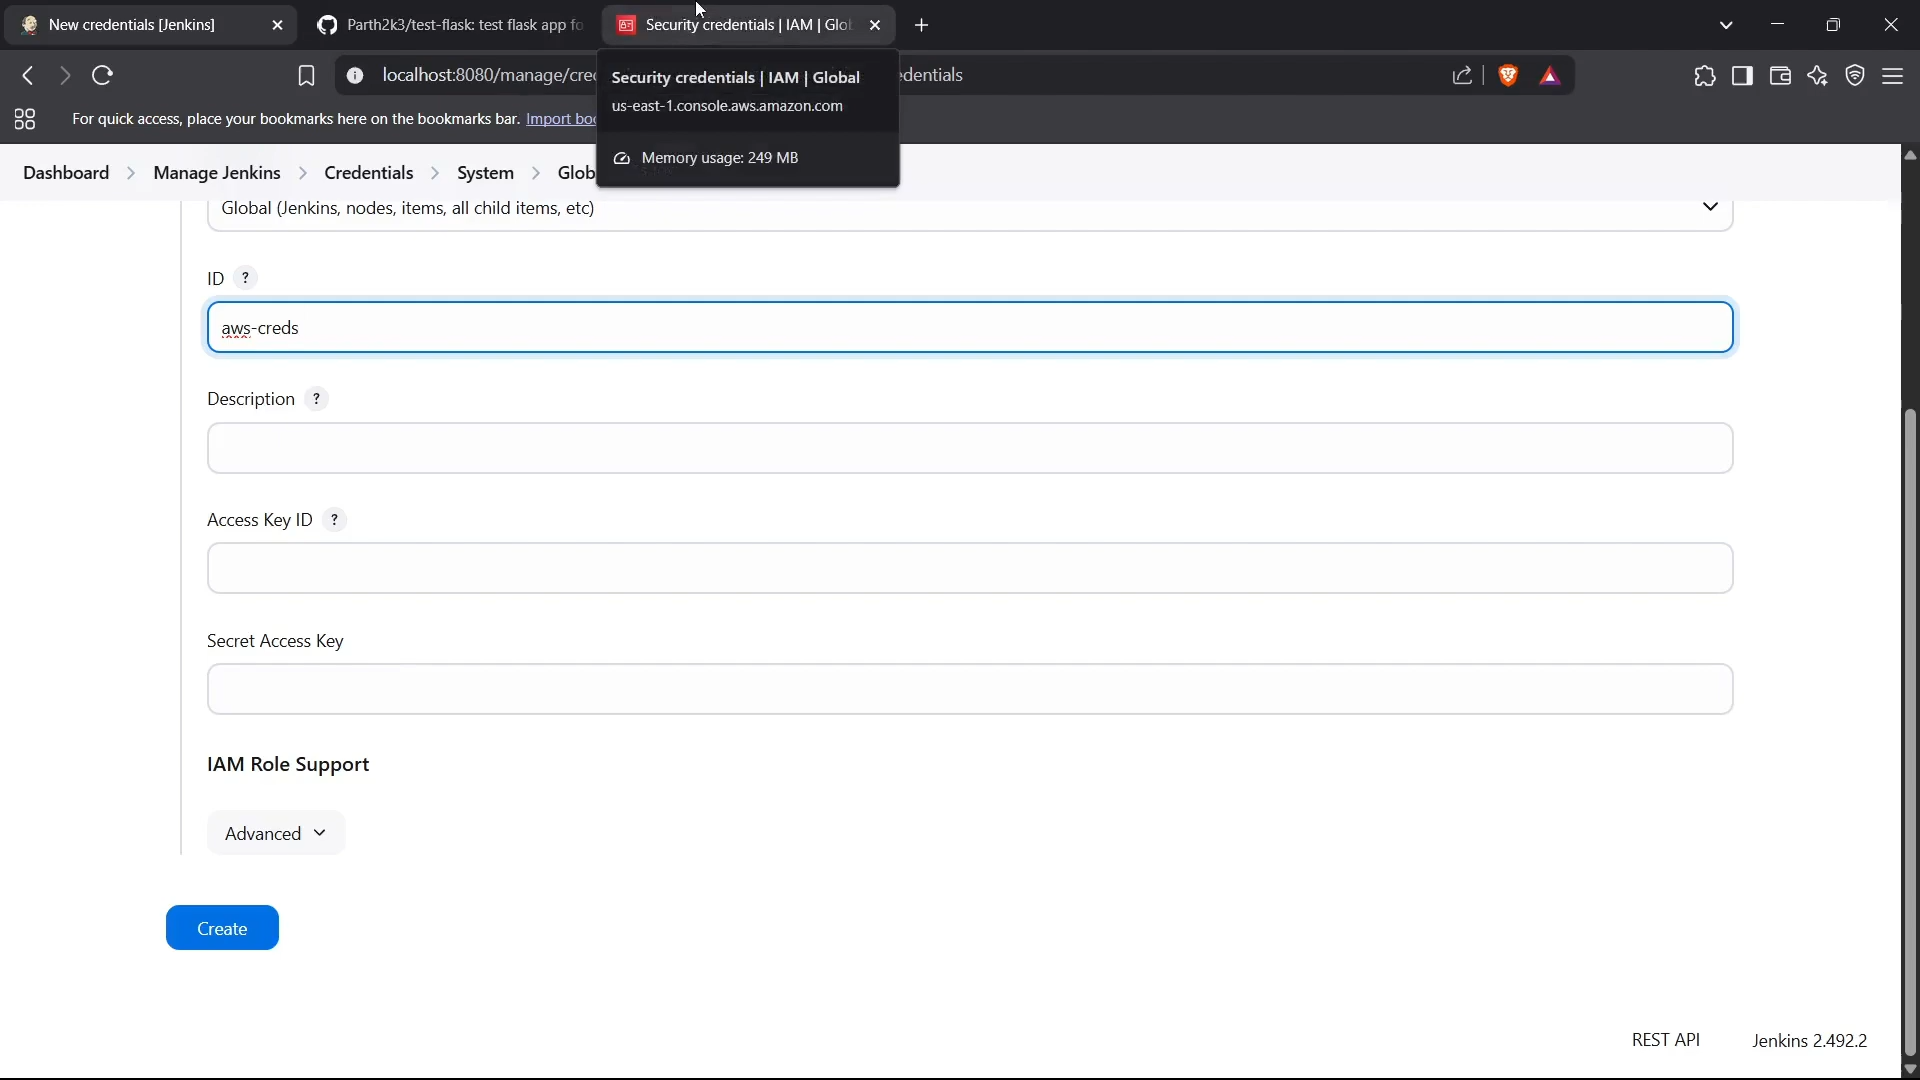 New credentials [Jenkins]
Parth2k3/test-flask: test flask app fo
Security credentials | IAM | Glob
localhost:8080/manage/cre
edentials
Security credentials | IAM | Global
us-east-1.console.aws.amazon.com
Memory usage: 249 MB
For quick access, place your bookmarks here on the bookmarks bar. Import boo
Dashboard > Manage Jenkins > Credentials > System > Glob
Global (Jenkins, nodes, items, all child items, etc)
ID ?
aws-creds
Description ?
Access Key ID ?
Secret Access Key
IAM Role Support
Advanced
Create
REST API Jenkins 2.492.2